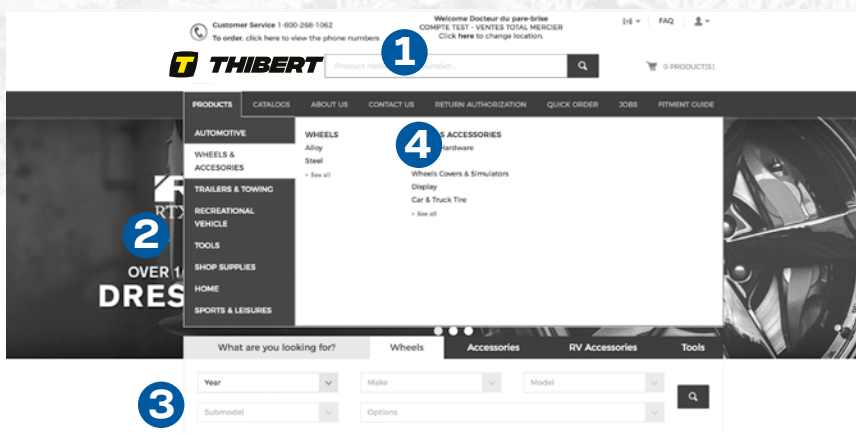 Customer Service 1-800-268-1062
To order, click here to view the phone numbers
Welcome Docteur du pare-brise
COMPTE TEST - VENTES TOTAL MERCIER
Click here to change location.
FAQ
THIBERT
1
Product
0 PRODUCT(S)
PRODUCTS CATALOGS ABOUT US CONTACT US RETURN AUTHORIZATION QUICK ORDER JOBS FITMENT GUIDE
AUTOMOTIVE
WHEELS &
ACCESORIES
TRAILERS & TOWING
RECREATIONAL
VEHICLE
TOOLS
SHOP SUPPLIES
HOME
SPORTS & LEISURES
WHEELS
Alloy
Steel
> See all
4
ACCESSORIES
Hardware
Wheels Covers & Simulators
Display
Car & Truck Tire
> See all
RTX
2
OVER
DRES
What are you looking for? Wheels Accessories RV Accessories Tools
3
Year Make Model
Submodel Options